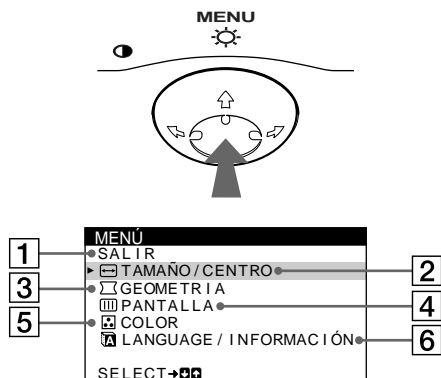 MENU
MENÚ
1 SALIR
TAMAÑO/CENTRO 2
3 GEOMETRIA
PANTALLA 4
5 COLOR
LANGUAGE/INFORMACIÓN 6
SELECT